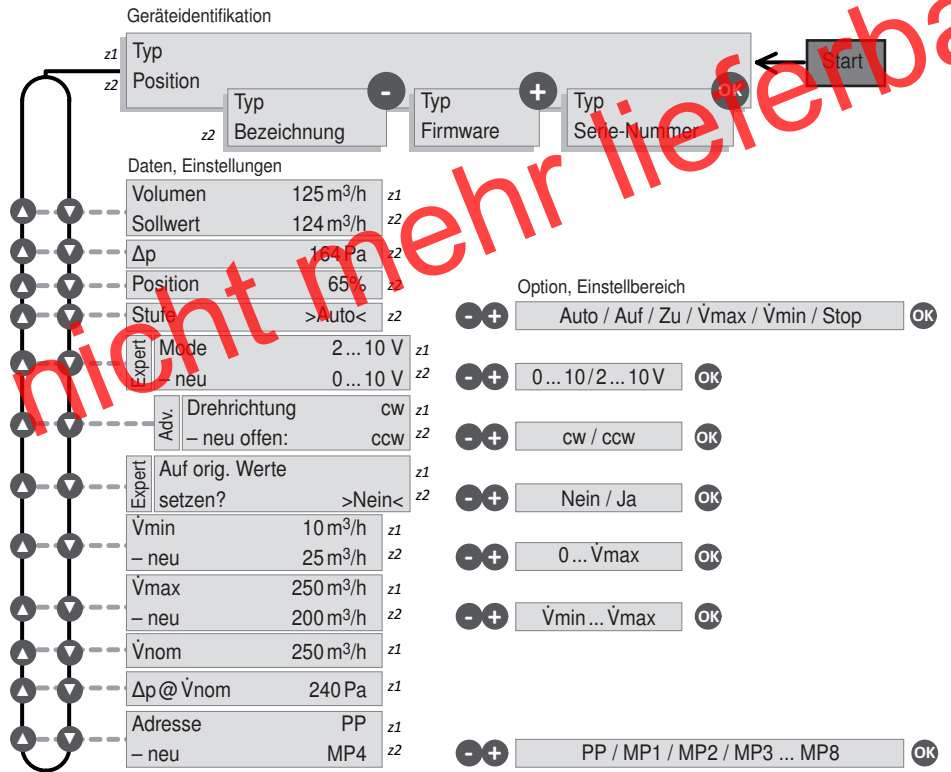 Geräteidentifikation
z1 Typ
z2 Position
Start
Typ - Typ + Typ OK
z2 Bezeichnung Firmware Serie-Nummer
Daten, Einstellungen
Volumen 125 m³/h z1
Sollwert 124 m³/h z2
Δp 164 Pa z2
Position 65% z2
Option, Einstellbereich
Stufe >Auto< z2 - + Auto / Auf / Zu / V̇max / V̇min / Stop OK
Expert
Mode 2 ... 10 V z1
– neu 0 ... 10 V z2 - + 0 ... 10 / 2 ... 10 V OK
Adv.
Drehrichtung cw z1
– neu offen: ccw z2 - + cw / ccw OK
Expert
Auf orig. Werte z1
setzen? >Nein< z2 - + Nein / Ja OK
V̇min 10 m³/h z1
– neu 25 m³/h z2 - + 0 ... V̇max OK
V̇max 250 m³/h z1
– neu 200 m³/h z2 - + V̇min ... V̇max OK
V̇nom 250 m³/h z1
Δp @ V̇nom 240 Pa z1
Adresse PP z1
– neu MP4 z2 - + PP / MP1 / MP2 / MP3 ... MP8 OK
nicht mehr lieferba